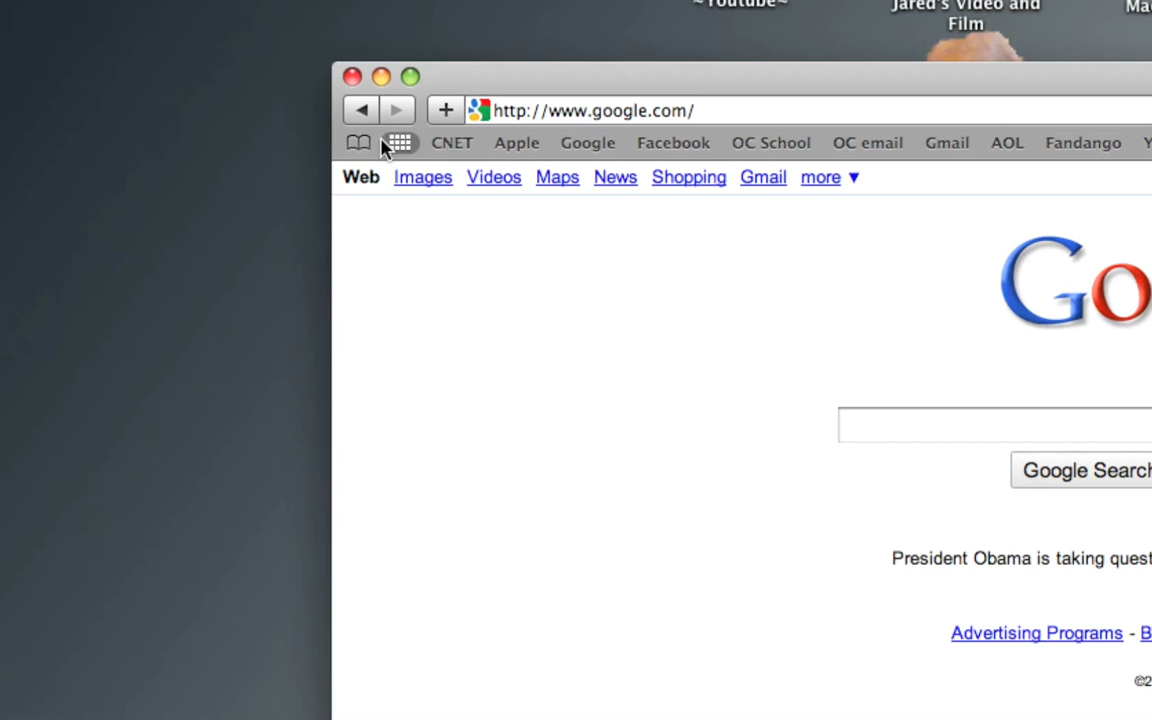 ~Youtube~
Jared's Video and
Film
http://www.google.com/
CNET Apple Google Facebook OC School OC email Gmail AOL Fandango
Web Images Videos Maps News Shopping Gmail more ▼
Go
Google Search
President Obama is taking quest
Advertising Programs - B
©2